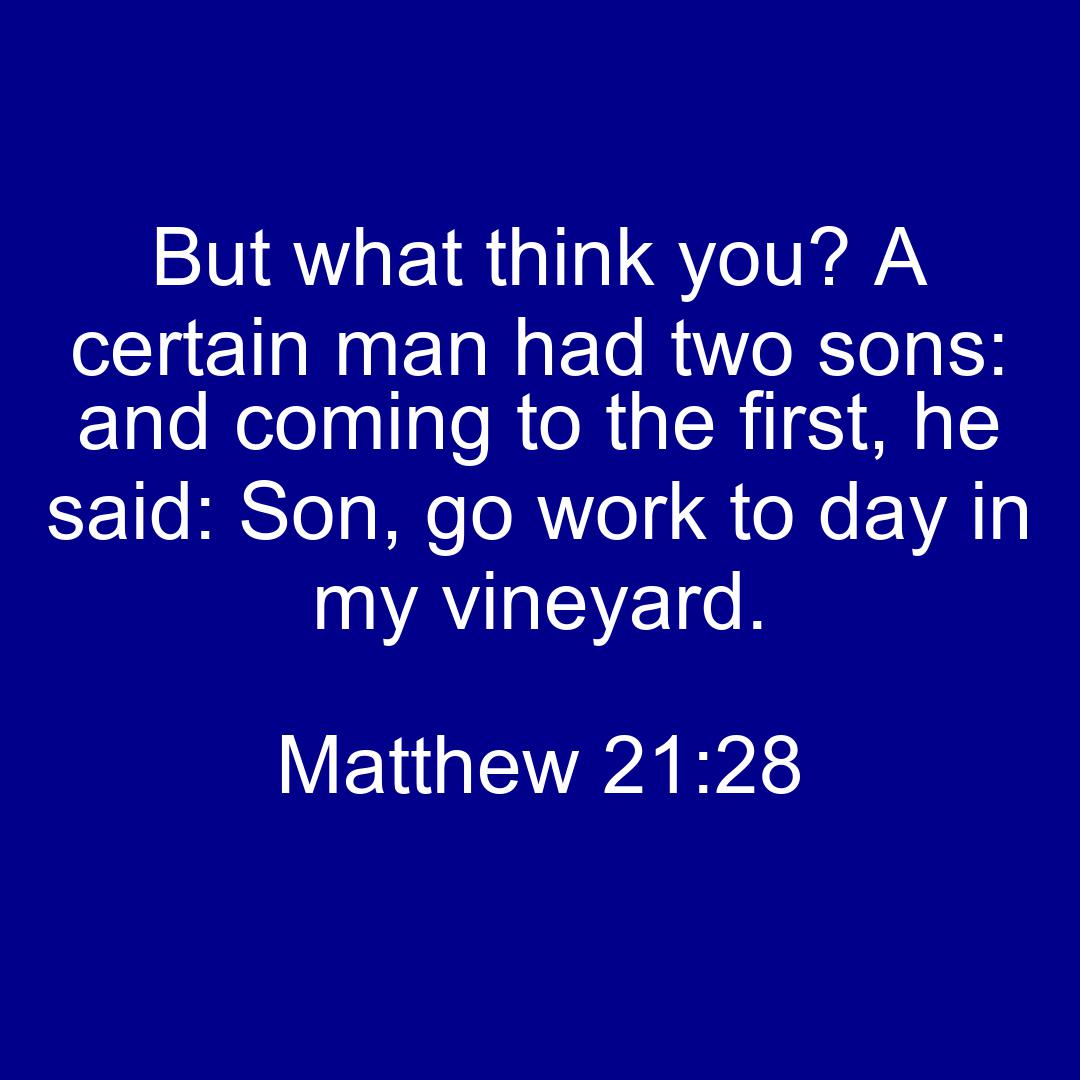 But what think you? A
certain man had two sons:
and coming to the first, he
said: Son, go work to day in
my vineyard.
Matthew 21:28